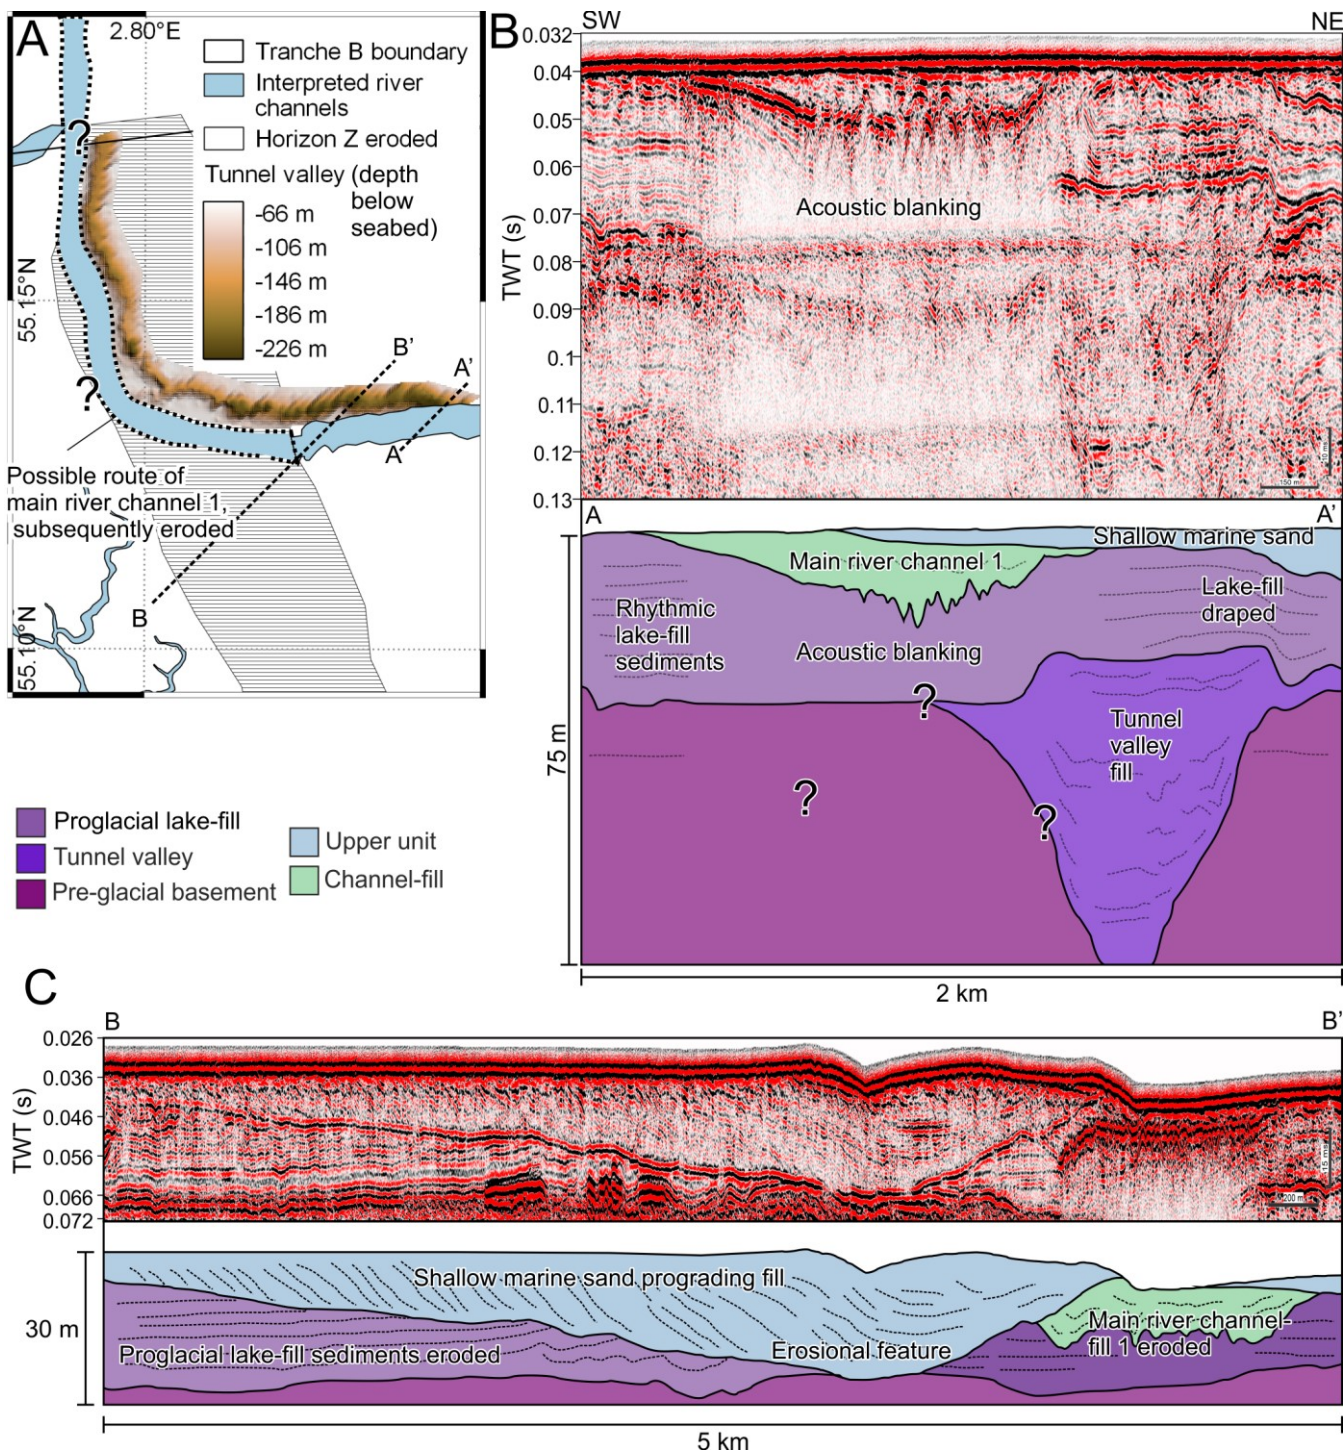 A
2.80°E
Tranche B boundary
Interpreted river
channels
Horizon Z eroded
Tunnel valley (depth
below
seabed)
-66 m
-106 m
-146 m
-186 m
-226 m
?
?
55.15°N
55.10°N
B'
A'
A
B
Possible route of
main river channel 1,
subsequently eroded
B
SW
NE
TWT (s)
0.032
0.04
0.05
0.06
0.07
0.08
0.09
0.1
0.11
0.12
0.13
Acoustic blanking
150 m
A
A'
Shallow marine sand
Main river channel 1
Rhythmic
lake-fill
sediments
Lake-fill
draped
Acoustic blanking
?
Tunnel
valley
fill
?
?
75 m
2 km
Proglacial lake-fill
Tunnel valley
Pre-glacial basement
Upper unit
Channel-fill
C
B
B'
TWT (s)
0.026
0.036
0.046
0.056
0.066
0.072
200 m
Shallow marine sand prograding fill
Main river channel-
fill 1 eroded
Proglacial lake-fill sediments eroded
Erosional feature
30 m
5 km